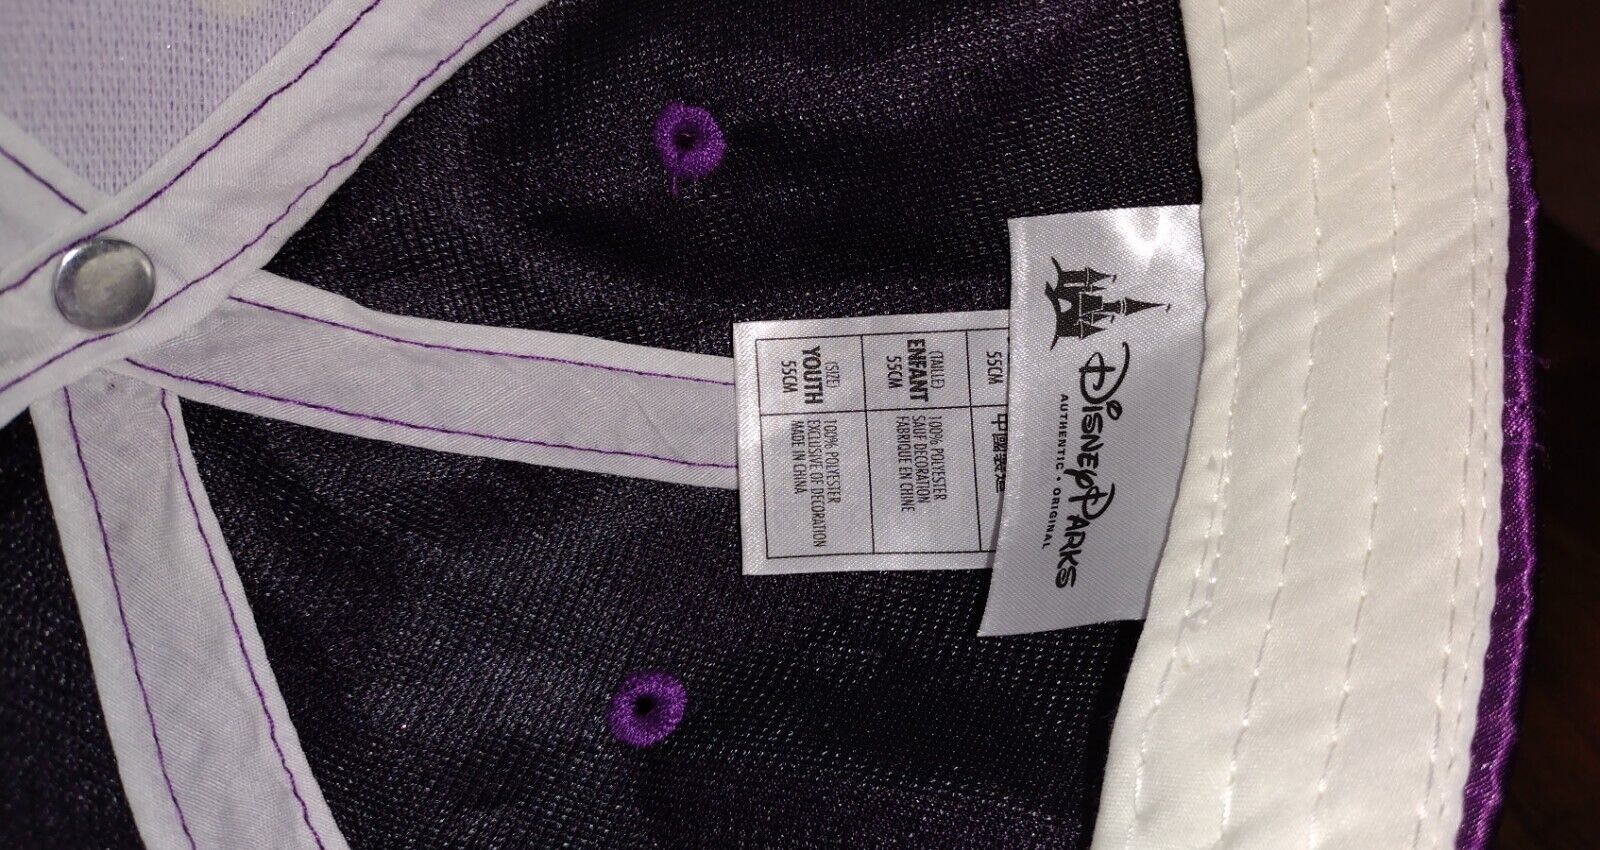 DISNEY PARKS
AUTHENTIC • ORIGINAL
55CM
中國製造
(TAILLE)
ENFANT
55CM
100% POLYESTER
SAUF DECORATION
FABRIQUE EN CHINE
(SIZE)
YOUTH
55CM
100% POLYESTER
EXCLUSIVE OF DECORATION
MADE IN CHINA